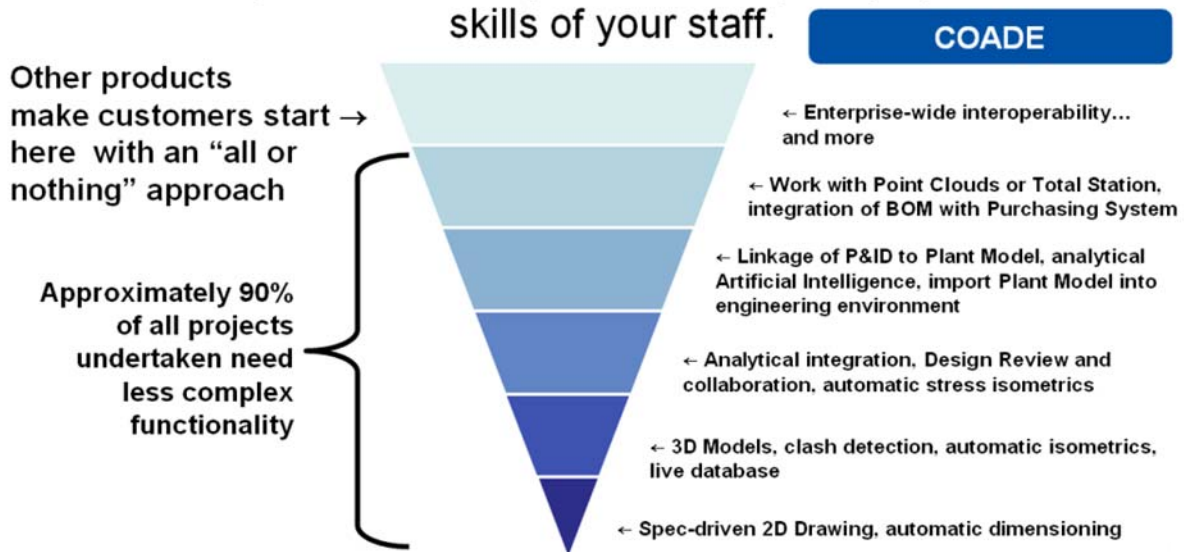 skills of your staff.
COADE
Other products
make customers start →
here with an “all or
nothing” approach
← Enterprise-wide interoperability…
and more
← Work with Point Clouds or Total Station,
integration of BOM with Purchasing System
← Linkage of P&ID to Plant Model, analytical
Artificial Intelligence, import Plant Model into
engineering environment
Approximately 90%
of all projects
undertaken need
less complex
functionality
← Analytical integration, Design Review and
collaboration, automatic stress isometrics
← 3D Models, clash detection, automatic isometrics,
live database
← Spec-driven 2D Drawing, automatic dimensioning